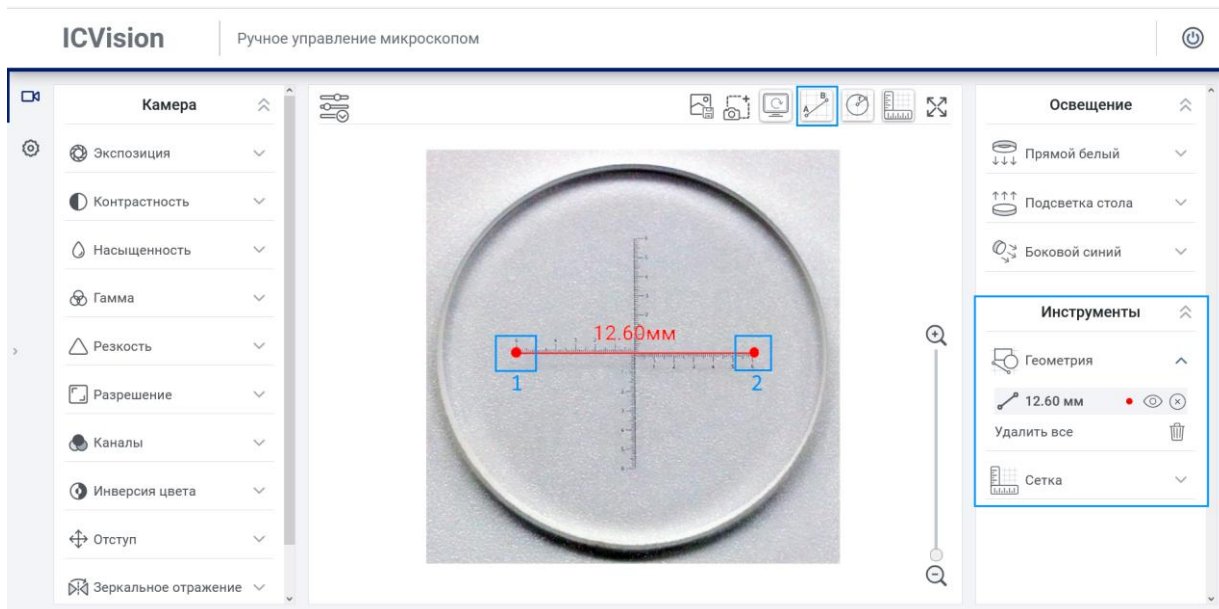 ICVision
Ручное управление микроскопом
Камера
Экспозиция
Контрастность
Насыщенность
Гамма
Резкость
Разрешение
Каналы
Инверсия цвета
Отступ
Зеркальное отражение
A B
12.60мм
1
2
Освещение
Прямой белый
Подсветка стола
Боковой синий
Инструменты
Геометрия
12.60 мм
Удалить все
Сетка